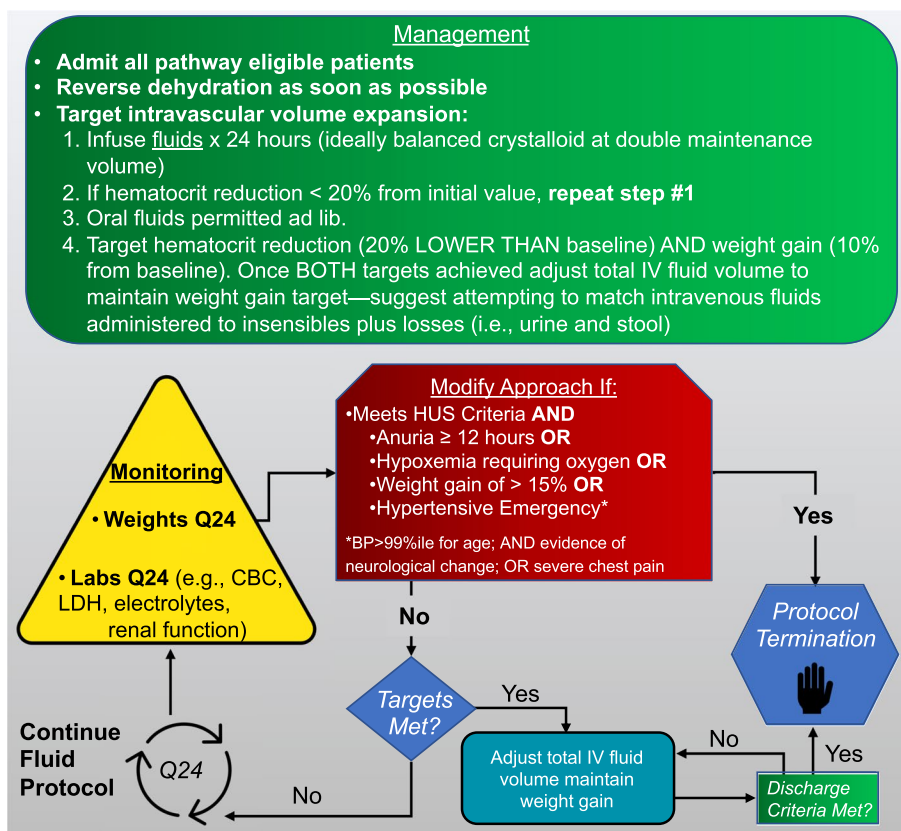 Management
• Admit all pathway eligible patients
• Reverse dehydration as soon as possible
• Target intravascular volume expansion:
1. Infuse fluids x 24 hours (ideally balanced crystalloid at double maintenance
volume)
2. If hematocrit reduction < 20% from initial value, repeat step #1
3. Oral fluids permitted ad lib.
4. Target hematocrit reduction (20% LOWER THAN baseline) AND weight gain (10%
from baseline). Once BOTH targets achieved adjust total IV fluid volume to
maintain weight gain target—suggest attempting to match intravenous fluids
administered to insensibles plus losses (i.e., urine and stool)
Monitoring
• Weights Q24
• Labs Q24 (e.g., CBC,
LDH, electrolytes,
renal function)
Modify Approach If:
•Meets HUS Criteria AND
•Anuria ≥ 12 hours OR
•Hypoxemia requiring oxygen OR
•Weight gain of > 15% OR
•Hypertensive Emergency*
*BP>99%ile for age; AND evidence of
neurological change; OR severe chest pain
Yes
Protocol
Termination
No
Targets
Met?
Yes
Adjust total IV fluid
volume maintain
weight gain
No
Yes
Discharge
Criteria Met?
No
Continue
Fluid
Protocol
Q24